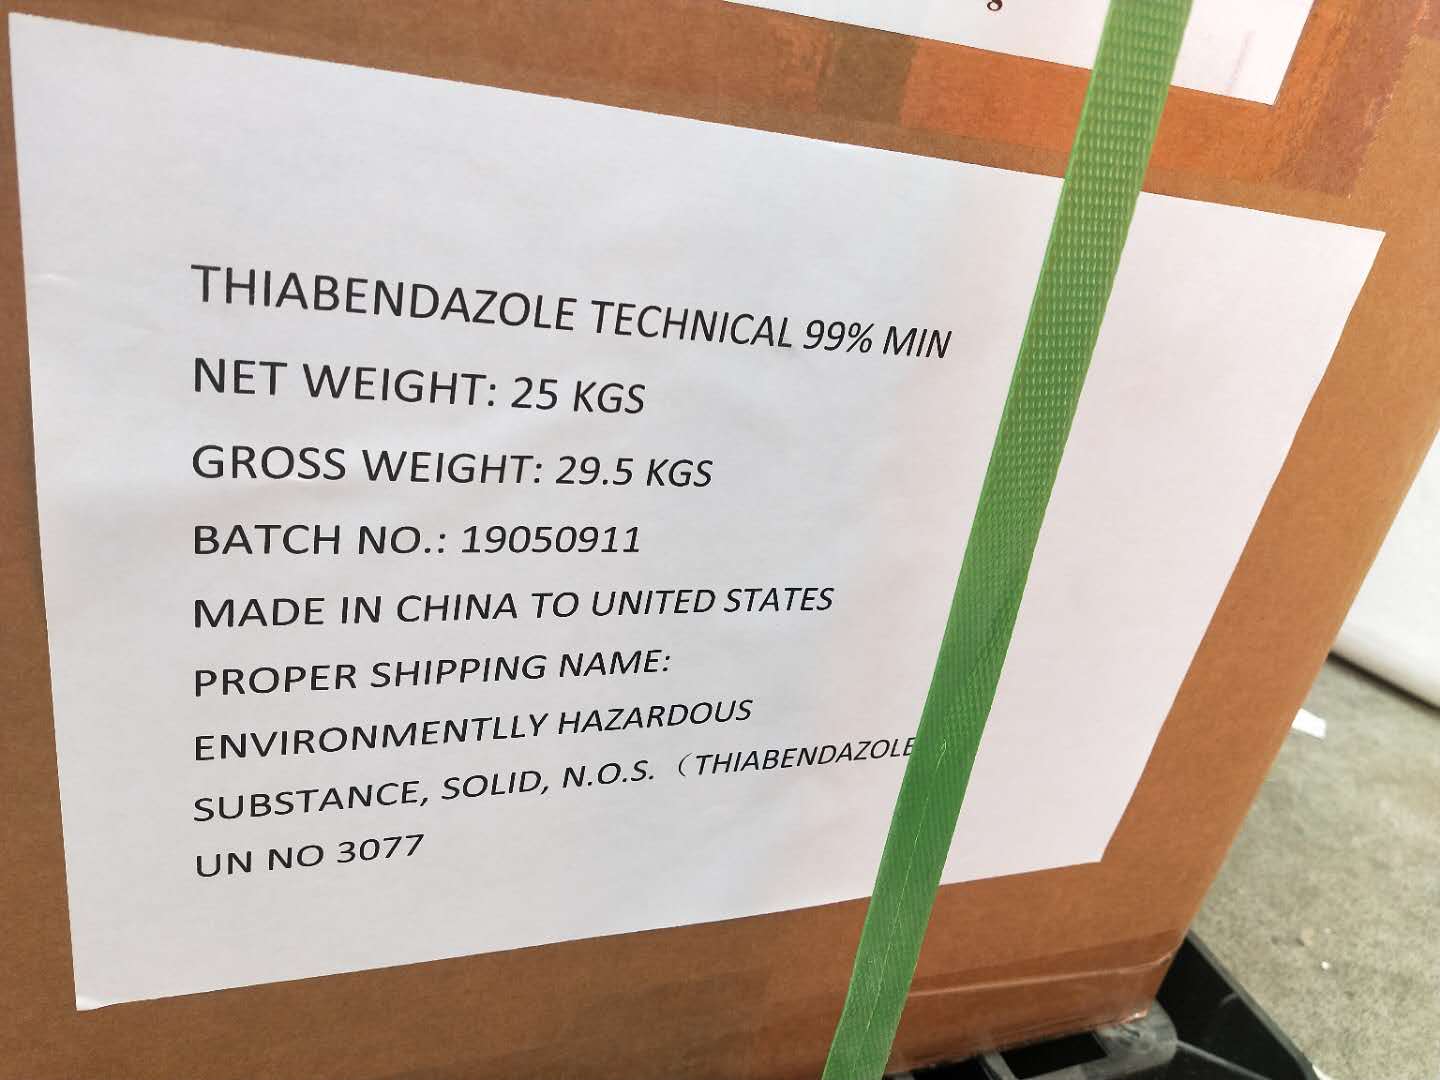 THIABENDAZOLE TECHNICAL 99% MIN
NET WEIGHT: 25 KGS
GROSS WEIGHT: 29.5 KGS
BATCH NO.: 19050911
MADE IN CHINA TO UNITED STATES
PROPER SHIPPING NAME:
ENVIRONMENTLLY HAZARDOUS
SUBSTANCE, SOLID, N.O.S.（THIABENDAZOLE
UN NO 3077